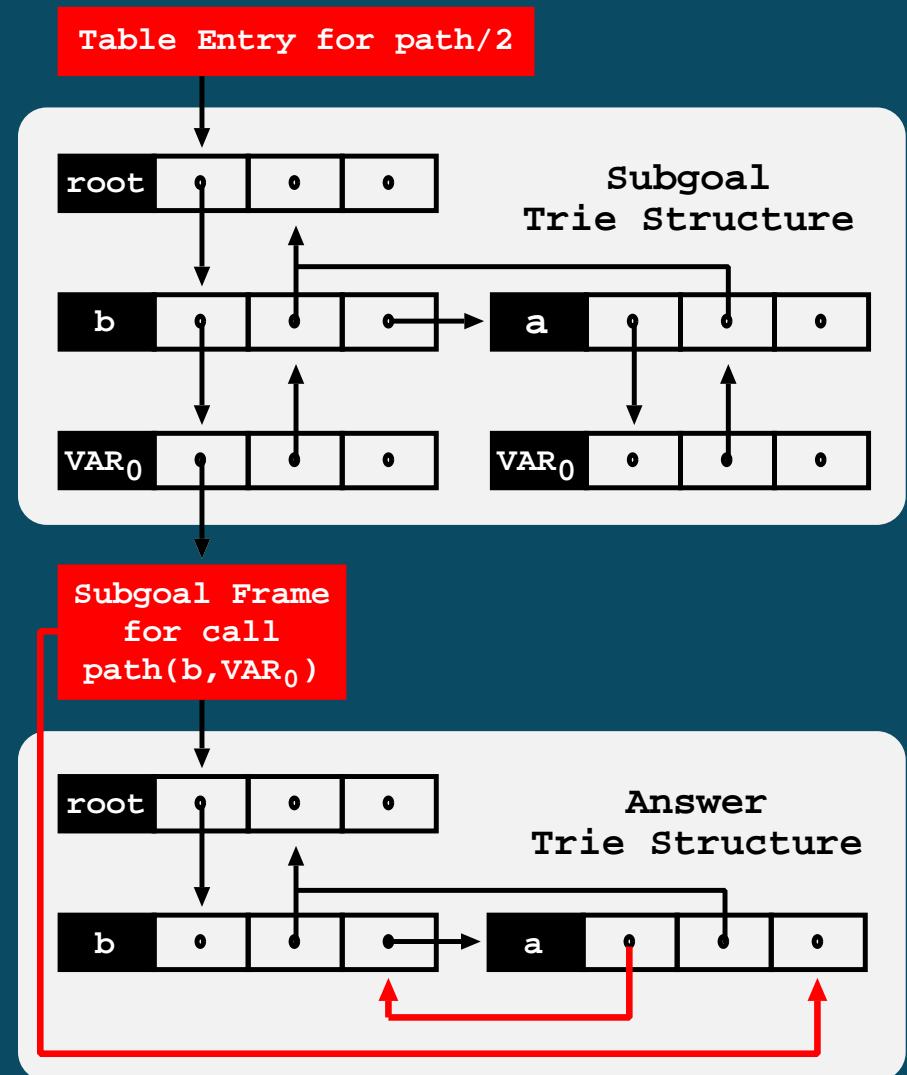 Table Entry for path/2
root
Subgoal
Trie Structure
b
a
VAR0
VAR0
Subgoal Frame
for call
path(b,VAR0)
root
Answer
Trie Structure
b
a